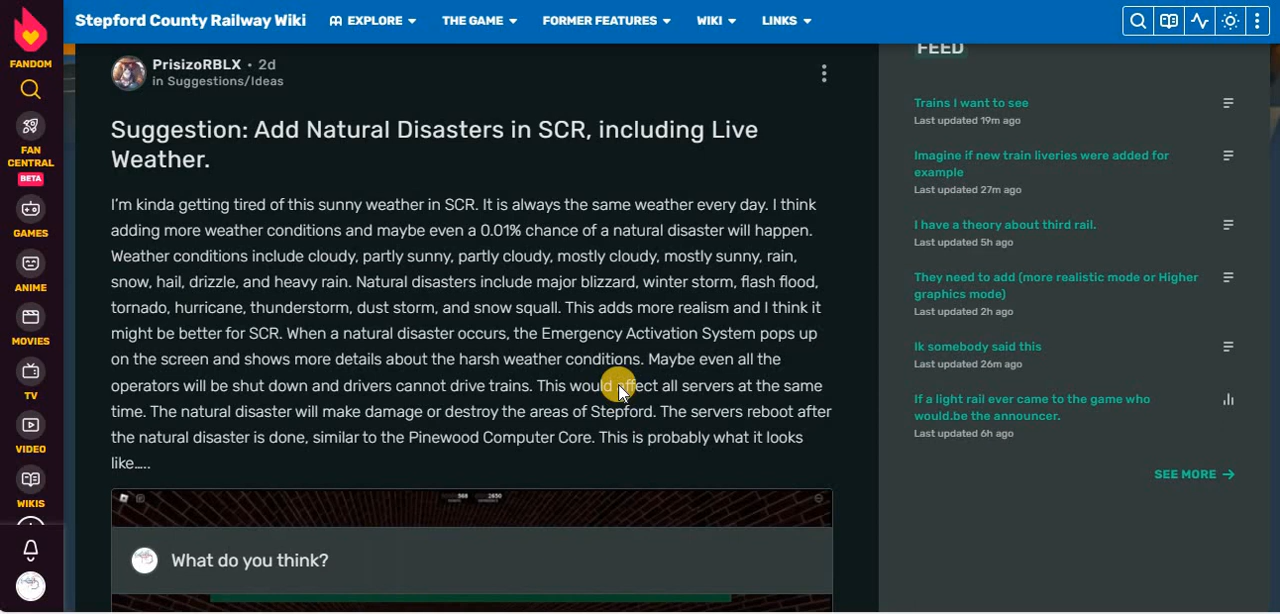 Stepford County Railway Wiki
EXPLORE
THE GAME
FORMER FEATURES
WIKI
LINKS
FANDOM
FAN
CENTRAL
BETA
GAMES
ANIME
MOVIES
TV
VIDEO
WIKIS
PrisizoRBLX • 2d
in Suggestions/Ideas
Suggestion: Add Natural Disasters in SCR, including Live
Weather.
I'm kinda getting tired of this sunny weather in SCR. It is always the same weather every day. I think
adding more weather conditions and maybe even a 0.01% chance of a natural disaster will happen.
Weather conditions include cloudy, partly sunny, partly cloudy, mostly cloudy, mostly sunny, rain,
snow, hail, drizzle, and heavy rain. Natural disasters include major blizzard, winter storm, flash flood,
tornado, hurricane, thunderstorm, dust storm, and snow squall. This adds more realism and I think it
might be better for SCR. When a natural disaster occurs, the Emergency Activation System pops up
on the screen and shows more details about the harsh weather conditions. Maybe even all the
operators will be shut down and drivers cannot drive trains. This would affect all servers at the same
time. The natural disaster will make damage or destroy the areas of Stepford. The servers reboot after
the natural disaster is done, similar to the Pinewood Computer Core. This is probably what it looks
like.....
What do you think?
FEED
Trains I want to see
Last updated 19m ago
Imagine if new train liveries were added for
example
Last updated 27m ago
I have a theory about third rail.
Last updated 5h ago
They need to add (more realistic mode or Higher
graphics mode)
Last updated 2h ago
Ik somebody said this
Last updated 26m ago
If a light rail ever came to the game who
would.be the announcer.
Last updated 6h ago
SEE MORE